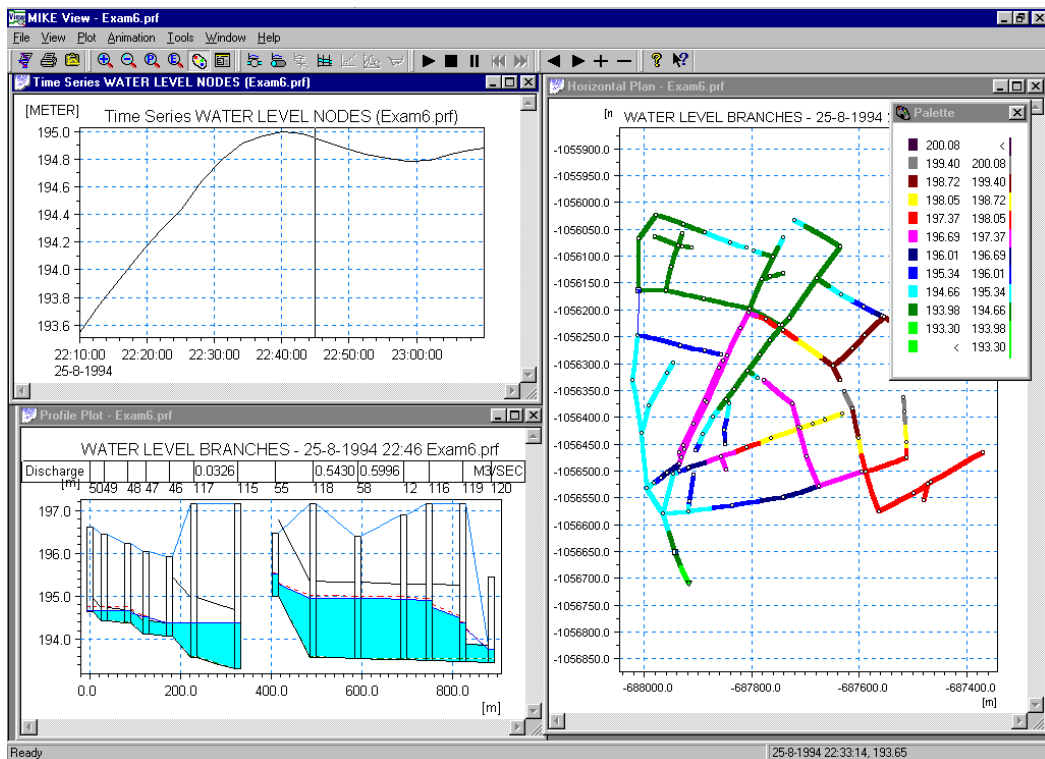 MIKE View - Exam6.prf
File View Plot Animation Tools Window Help
Time Series WATER LEVEL NODES (Exam6.prf)
[METER] Time Series WATER LEVEL NODES (Exam6.prf)
195.0
194.8
194.6
194.4
194.2
194.0
193.8
193.6
22:10:00 22:20:00 22:30:00 22:40:00 22:50:00 23:00:00
25-8-1994
Profile Plot - Exam6.prf
WATER LEVEL BRANCHES - 25-8-1994 22:46 Exam6.prf
Discharge 0.0326 0.5430 0.5996 M3/SEC
[m] 5049 48 47 46 117 115 55 118 58 12 116 119 120
197.0
196.0
195.0
194.0
0.0 200.0 400.0 600.0 800.0
[m]
Horizontal Plan - Exam6.prf
WATER LEVEL BRANCHES - 25-8-1994
-1055900.0
-1055950.0
-1056000.0
-1056050.0
-1056100.0
-1056150.0
-1056200.0
-1056250.0
-1056300.0
-1056350.0
-1056400.0
-1056450.0
-1056500.0
-1056550.0
-1056600.0
-1056650.0
-1056700.0
-1056750.0
-1056800.0
-1056850.0
-688000.0 -687800.0 -687600.0 -687400.0
[m]
Palette
200.08 <
199.40 200.08
198.72 199.40
198.05 198.72
197.37 198.05
196.69 197.37
196.01 196.69
195.34 196.01
194.66 195.34
193.98 194.66
193.30 193.98
< 193.30
Ready
25-8-1994 22:33:14, 193.65